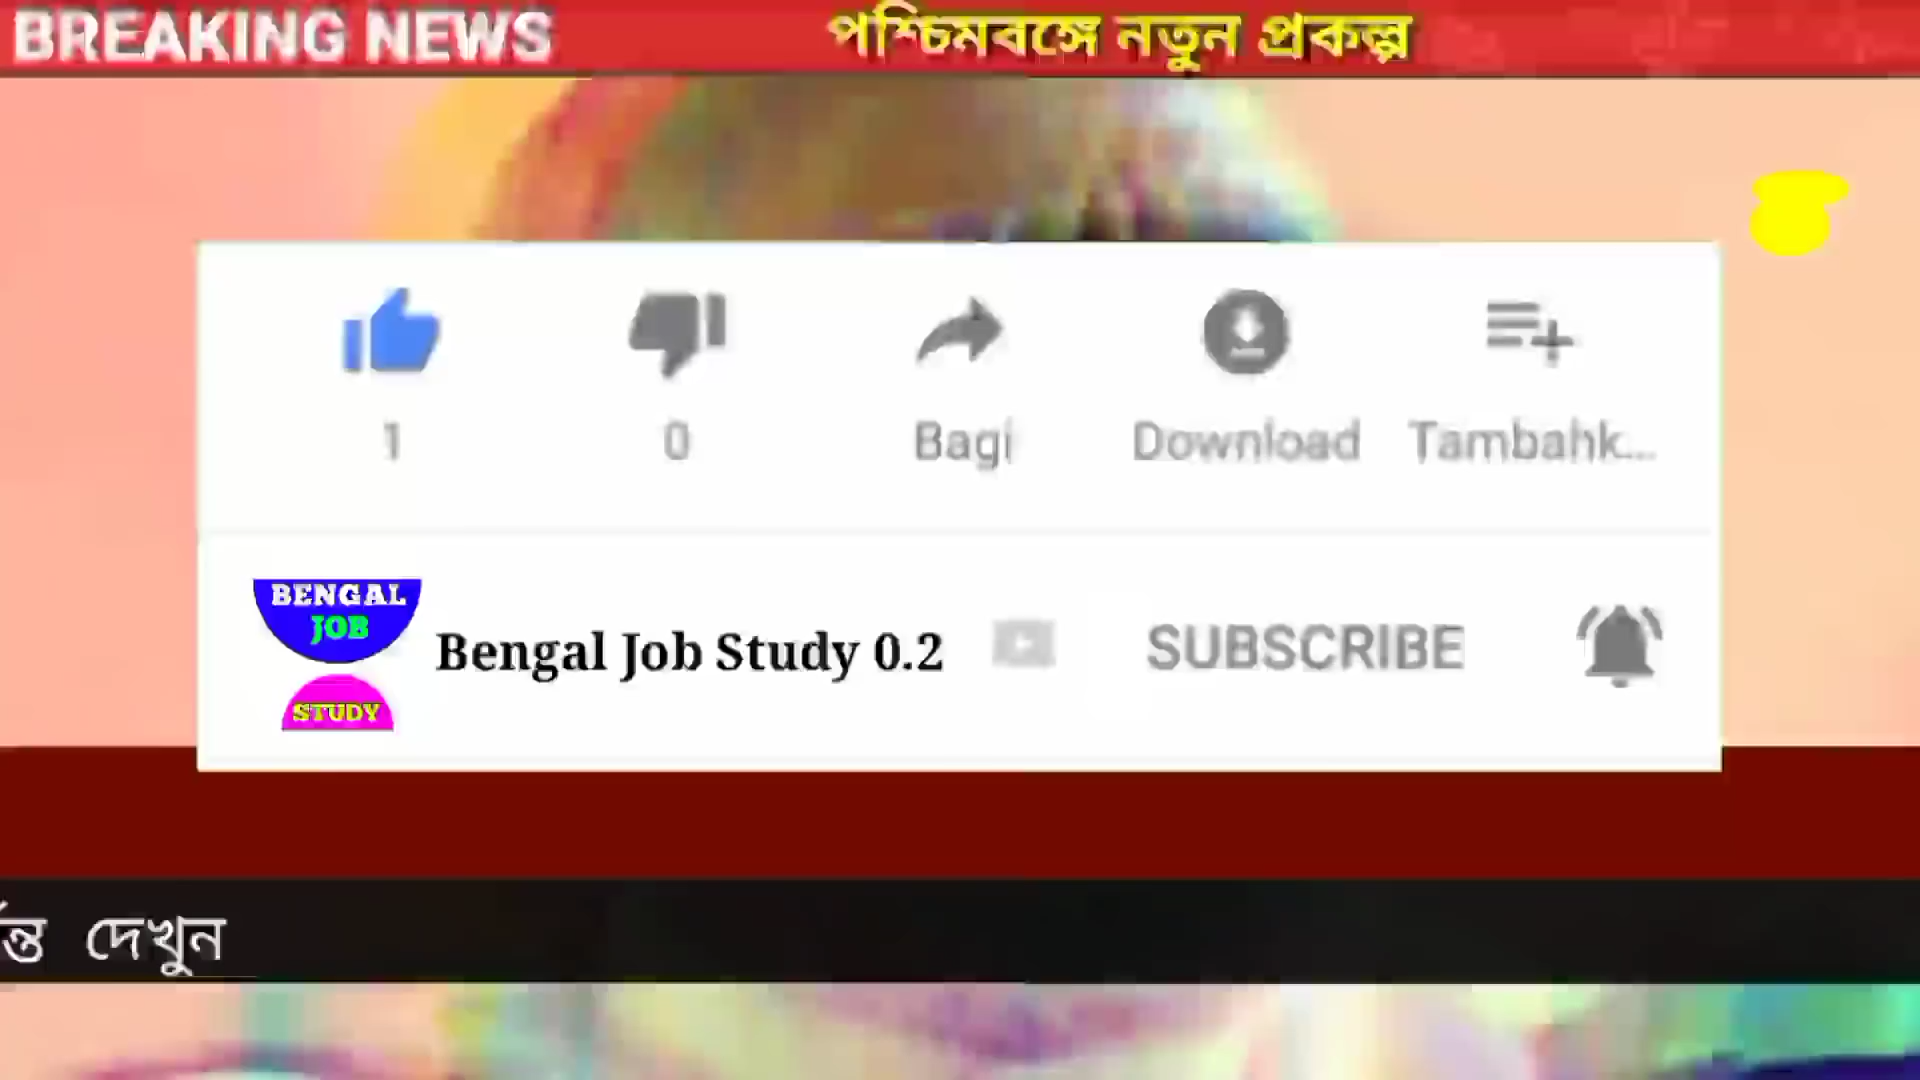 BREAKING NEWS পশ্চিমবঙ্গে নতুন প্রকল্প
1 0 Bagi Download Tambahk...
BENGAL
JOB
STUDY
Bengal Job Study 0.2 SUBSCRIBE
দেখুন